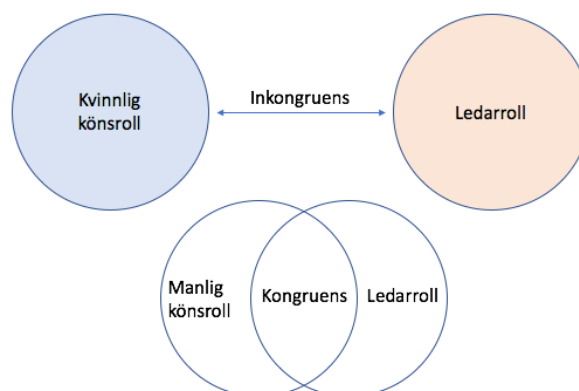 Kvinnlig
könsroll
Inkongruens
Ledarroll
Manlig
könsroll
Kongruens
Ledarroll